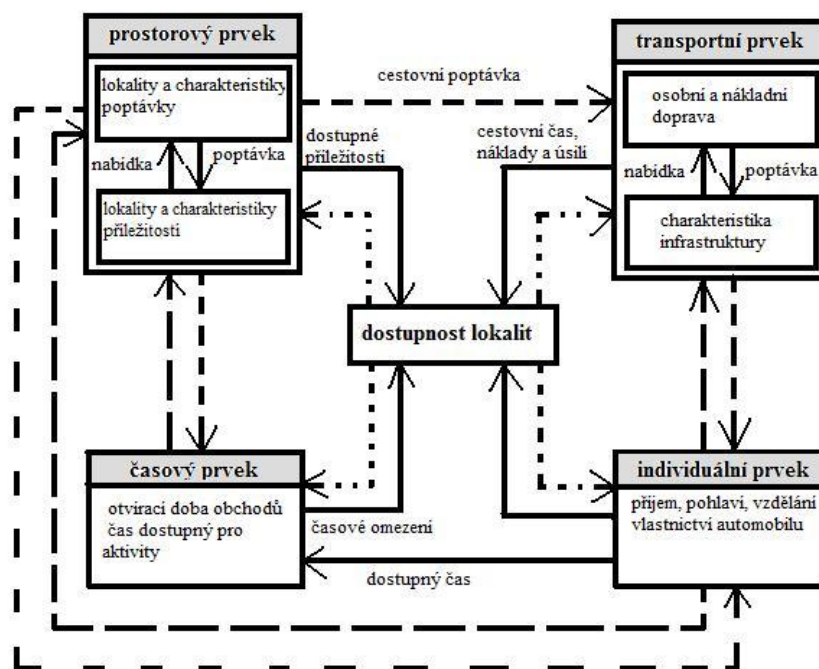 prostorový prvek
lokality a charakteristiky
poptávky
nabídka
poptávka
lokality a charakteristiky
příležitosti
cestovní poptávka
dostupné
příležitosti
cestovní čas,
náklady a úsilí
transportní prvek
osobní a nákladní
doprava
nabídka
poptávka
charakteristika
infrastruktury
dostupnost lokalit
časový prvek
otvírací doba obchodů
čas dostupný pro
aktivity
časové omezení
dostupný čas
individuální prvek
příjem, pohlaví, vzdělání
vlastnictví automobilu